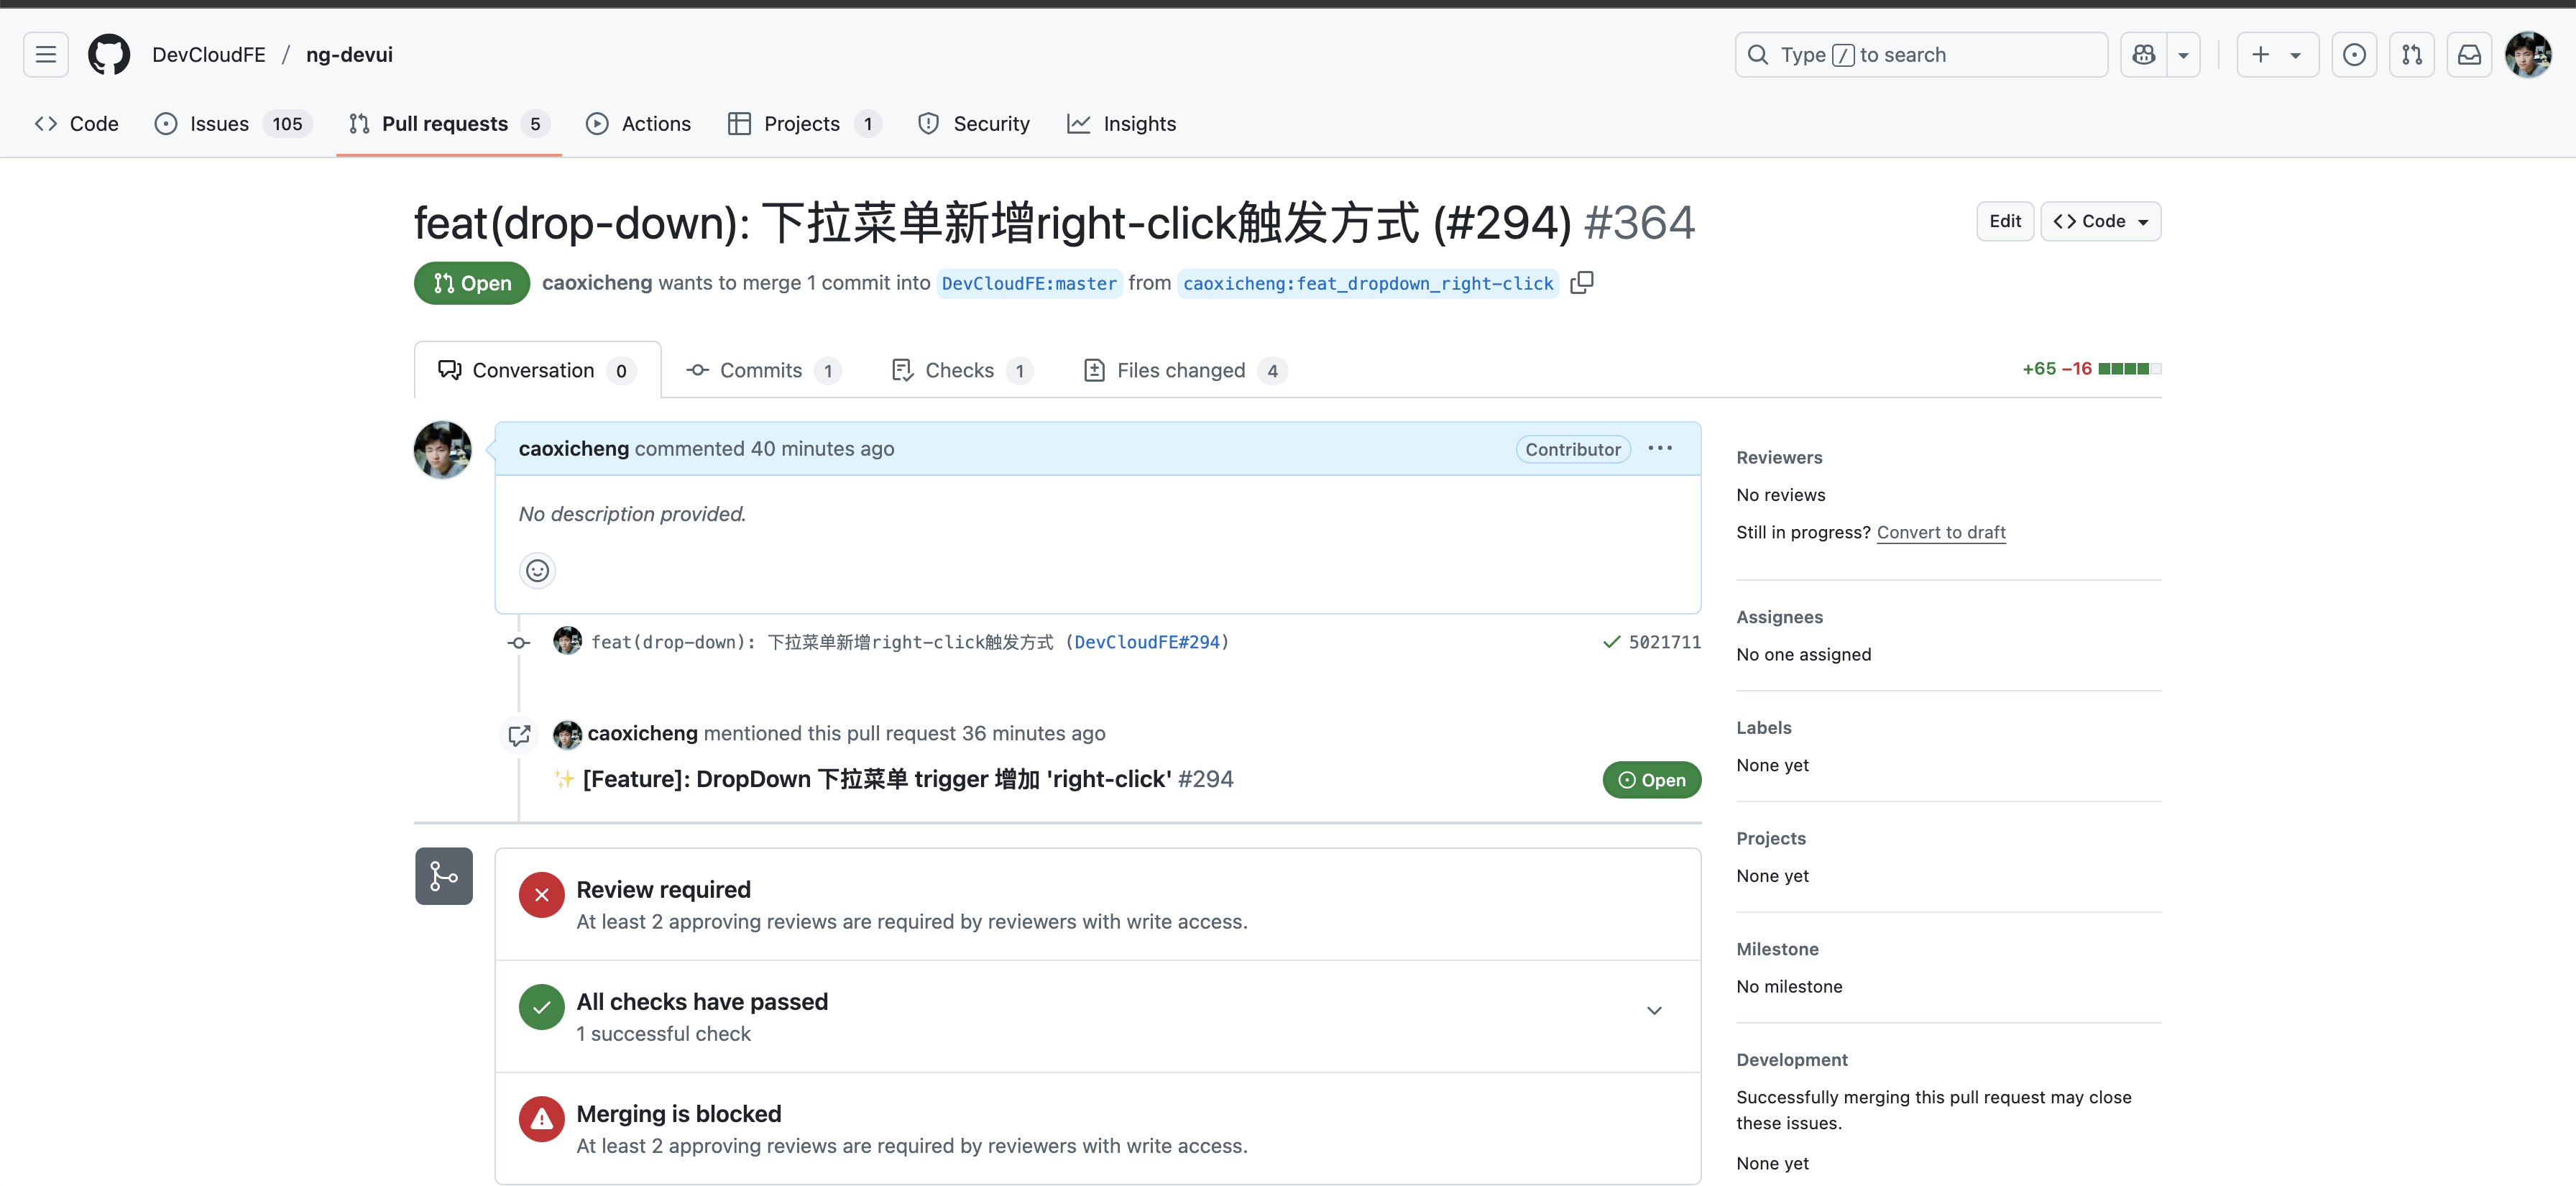 DevCloudFE / ng-devui
Type / to search
Code
Issues 105
Pull requests 5
Actions
Projects 1
Security
Insights
feat(drop-down): 下拉菜单新增right-click触发方式 (#294) #364
Edit
Code
Open
caoxicheng wants to merge 1 commit into DevCloudFE:master from caoxicheng:feat_dropdown_right-click
Conversation 0
Commits 1
Checks 1
Files changed 4
+65 −16
caoxicheng commented 40 minutes ago
Contributor
No description provided.
feat(drop-down): 下拉菜单新增right-click触发方式 (DevCloudFE#294)
5021711
caoxicheng mentioned this pull request 36 minutes ago
✨ [Feature]: DropDown 下拉菜单 trigger 增加 'right-click' #294
Open
Review required
At least 2 approving reviews are required by reviewers with write access.
All checks have passed
1 successful check
Merging is blocked
At least 2 approving reviews are required by reviewers with write access.
Reviewers
No reviews
Still in progress? Convert to draft
Assignees
No one assigned
Labels
None yet
Projects
None yet
Milestone
No milestone
Development
Successfully merging this pull request may close
these issues.
None yet